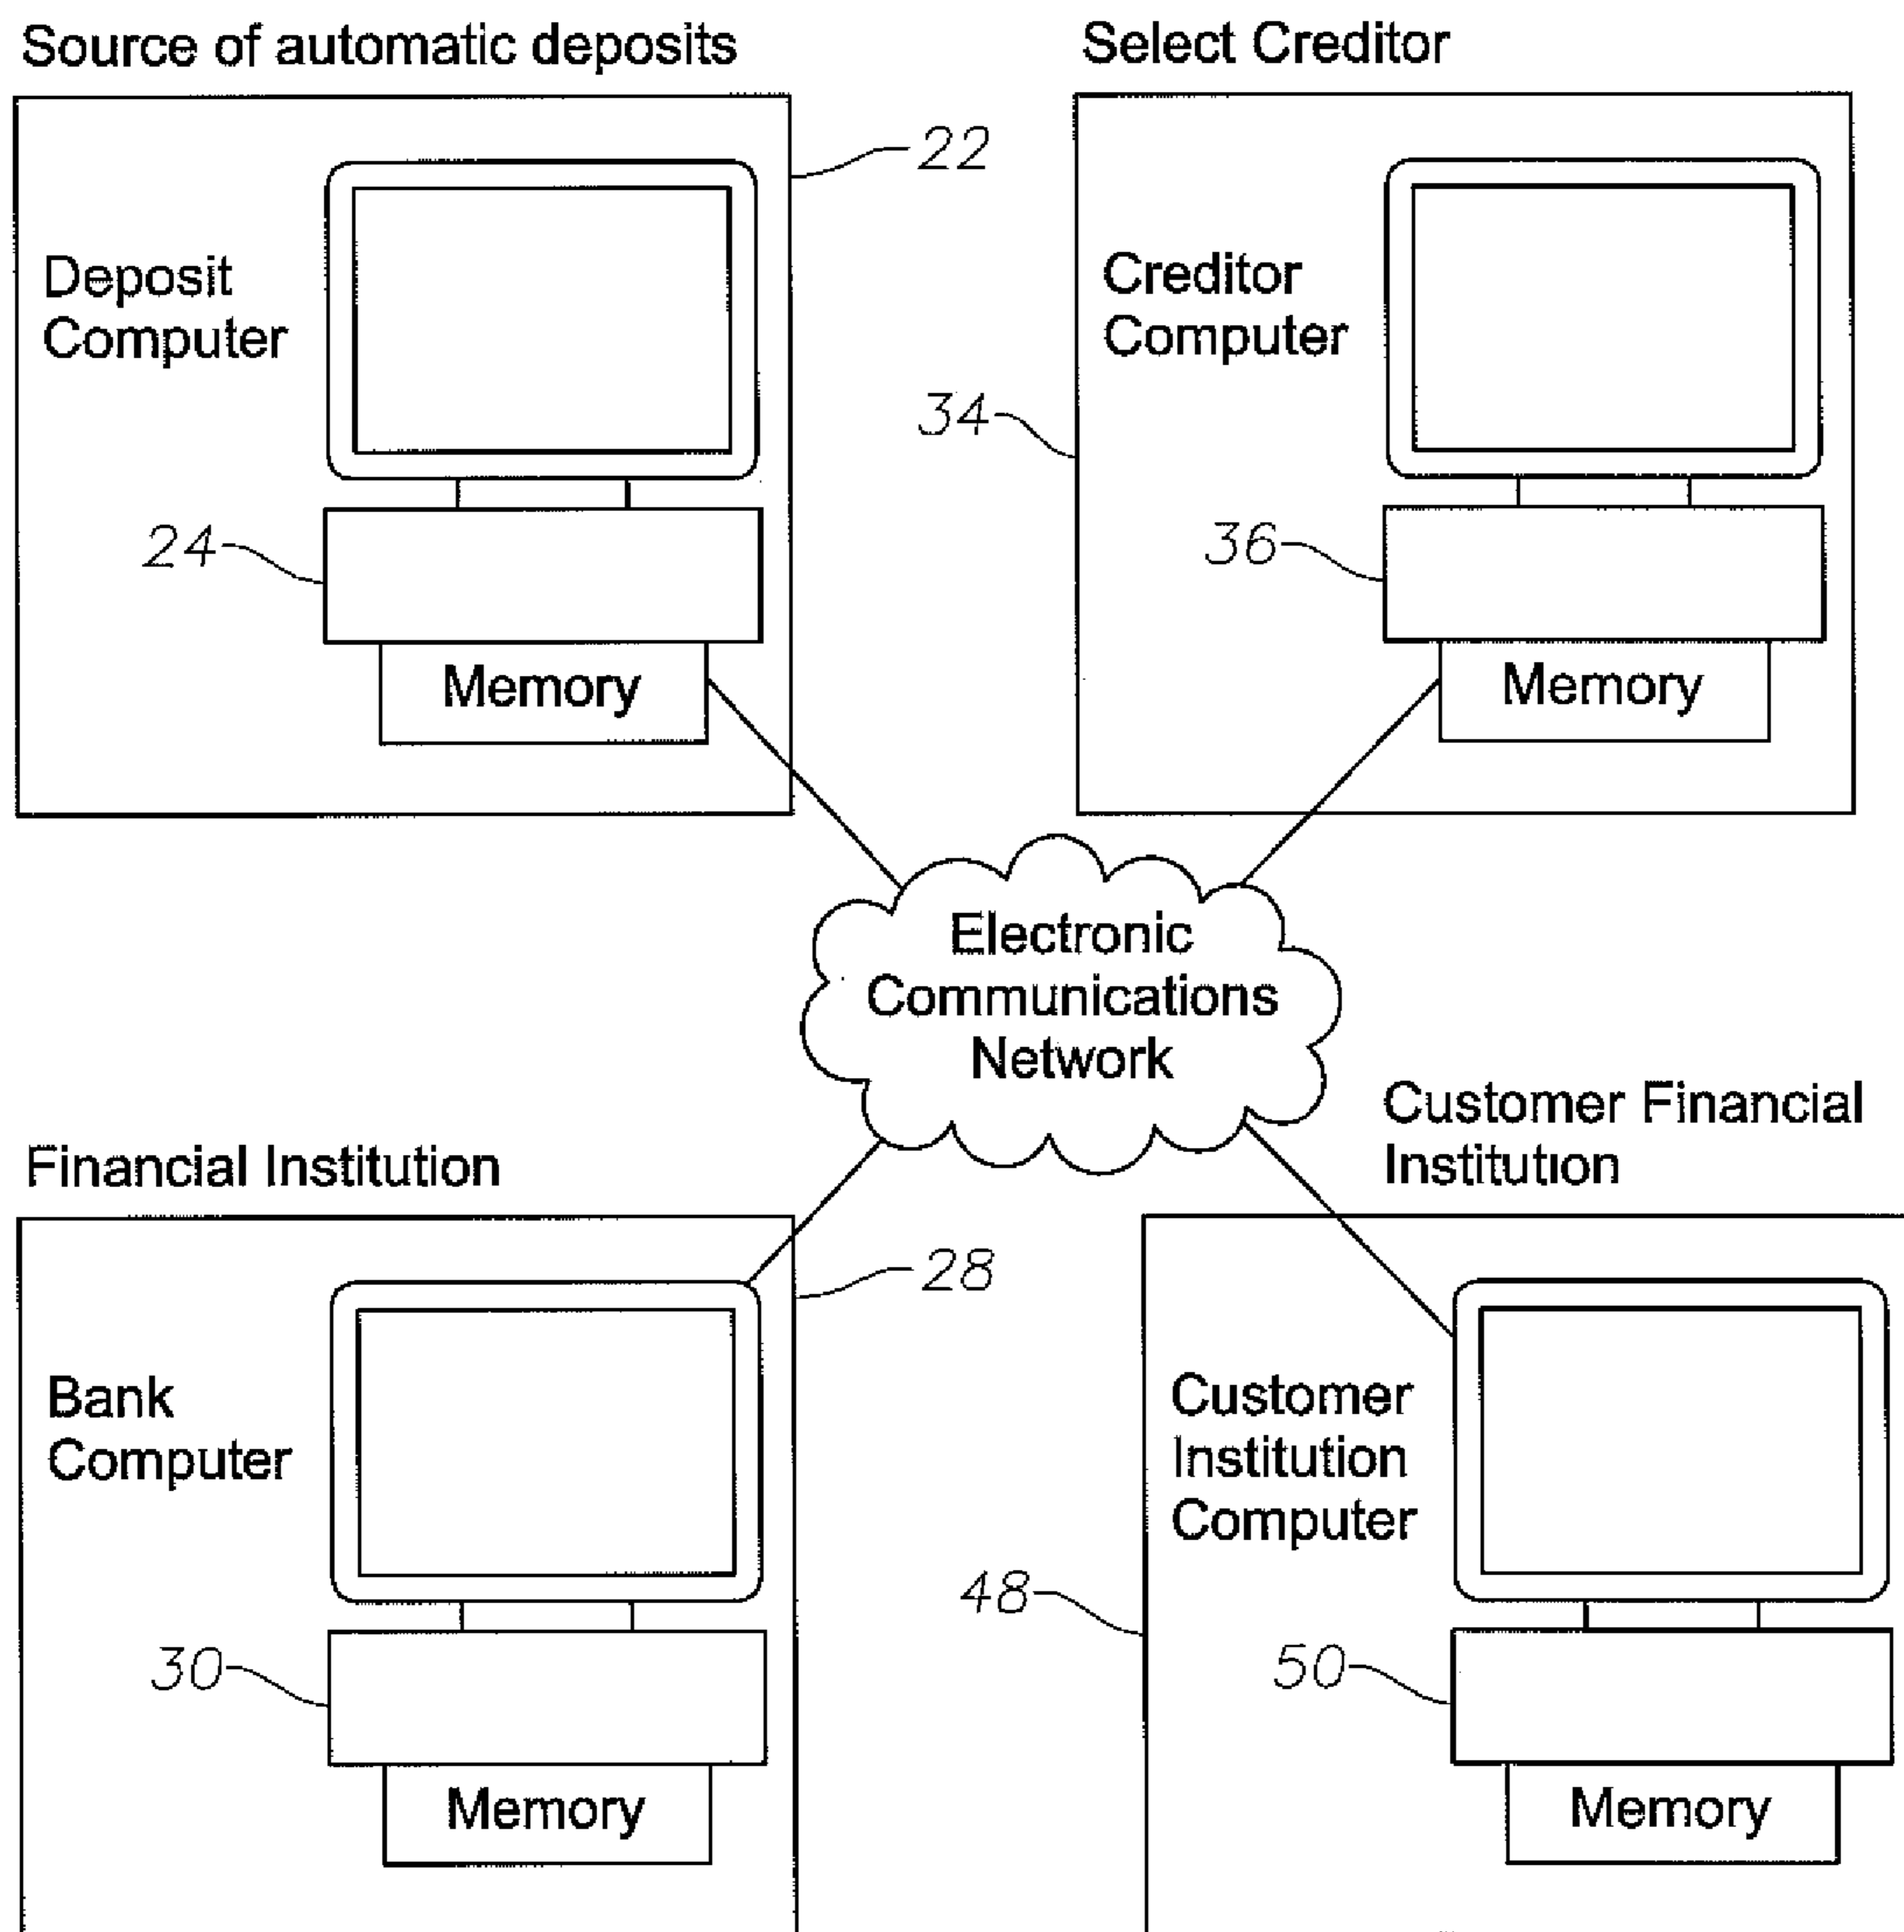 Source of automatic deposits
Select Creditor
22
Deposit
Computer
Creditor
Computer
34
24
36
Memory
Memory
Electronic
Communications
Network
Customer Financial
Institution
Financial Institution
28
Bank
Computer
Customer
Institution
Computer
48
30
50
Memory
Memory